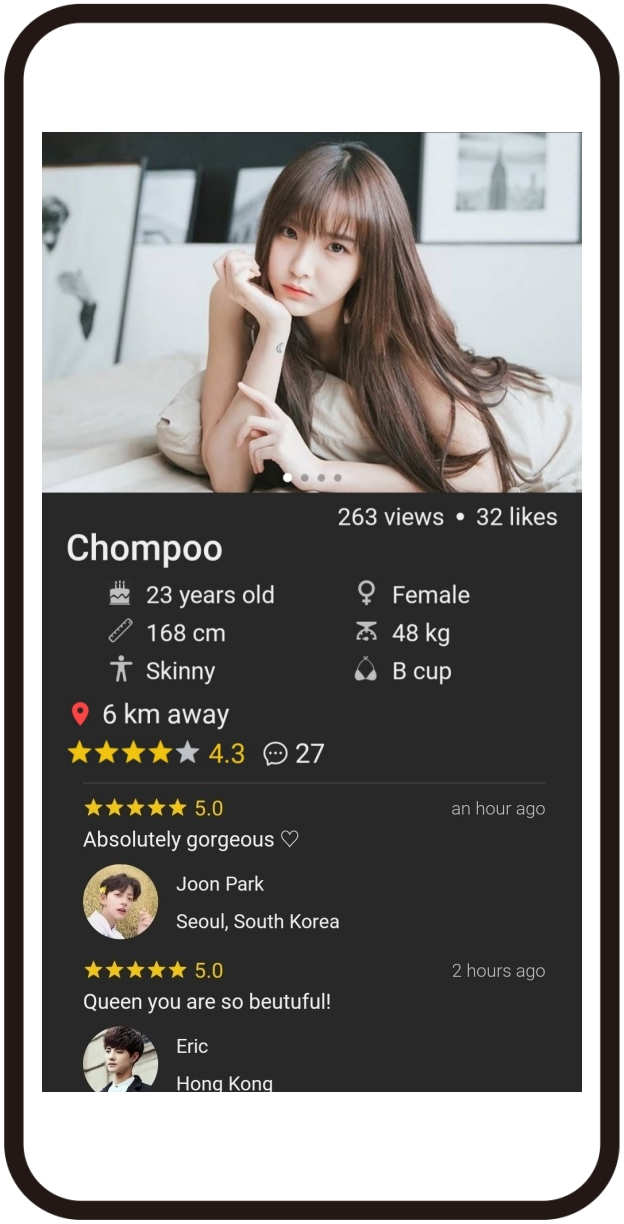 263 views • 32 likes
Chompoo
23 years old
Female
168 cm
48 kg
Skinny
B cup
6 km away
4.3
27
5.0
an hour ago
Absolutely gorgeous ♡
Joon Park
Seoul, South Korea
5.0
2 hours ago
Queen you are so beutuful!
Eric
Hong Kong